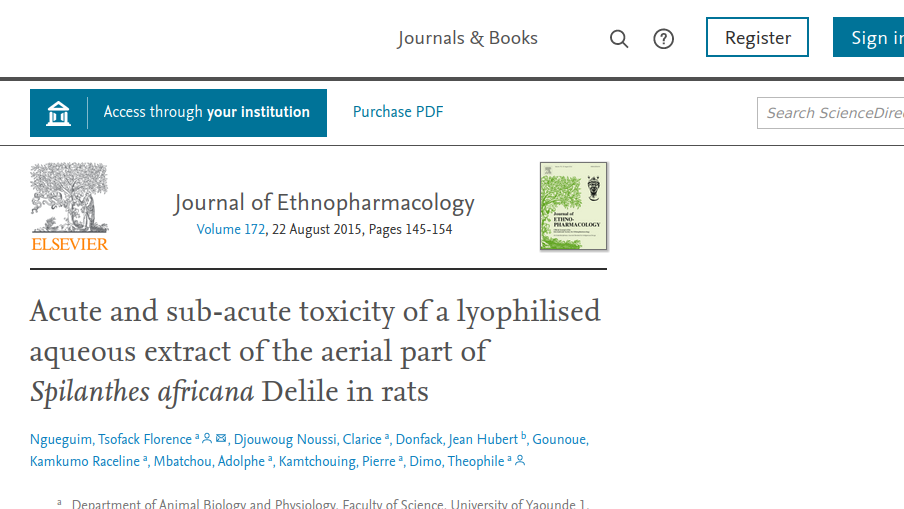 Journals & Books
Register
Sign in
Access through your institution
Purchase PDF
Search ScienceDirec
ELSEVIER
Journal of Ethnopharmacology
Volume 172, 22 August 2015, Pages 145-154
Journal of
ETHNO-
PHARMACOLOGY
Acute and sub-acute toxicity of a lyophilised
aqueous extract of the aerial part of
Spilanthes africana Delile in rats
Ngueguim, Tsofack Florence a, Djouwoug Noussi, Clarice a, Donfack, Jean Hubert b, Gounoue,
Kamkumo Raceline a, Mbatchou, Adolphe a, Kamtchouing, Pierre a, Dimo, Theophile a
a Department of Animal Biology and Physiology, Faculty of Science, University of Yaounde 1,